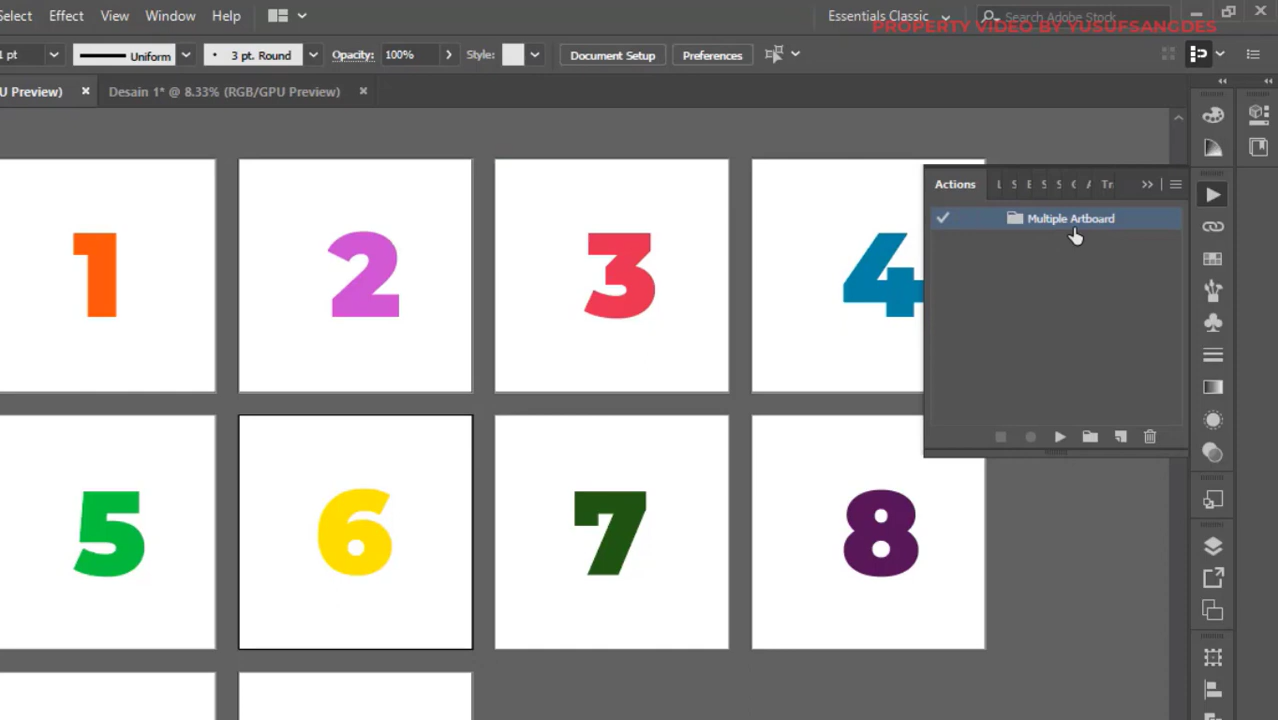 Select Effect View Window Help Essentials Classic Search Adobe Stock
PROPERTY VIDEO BY YUSUFSANGDES
1 pt Uniform 3 pt. Round Opacity: 100% Style: Document Setup Preferences
U Preview) Desain 1* @ 8.33% (RGB/GPU Preview)
Actions Tr
Multiple Artboard
1 2 3 4
5 6 7 8